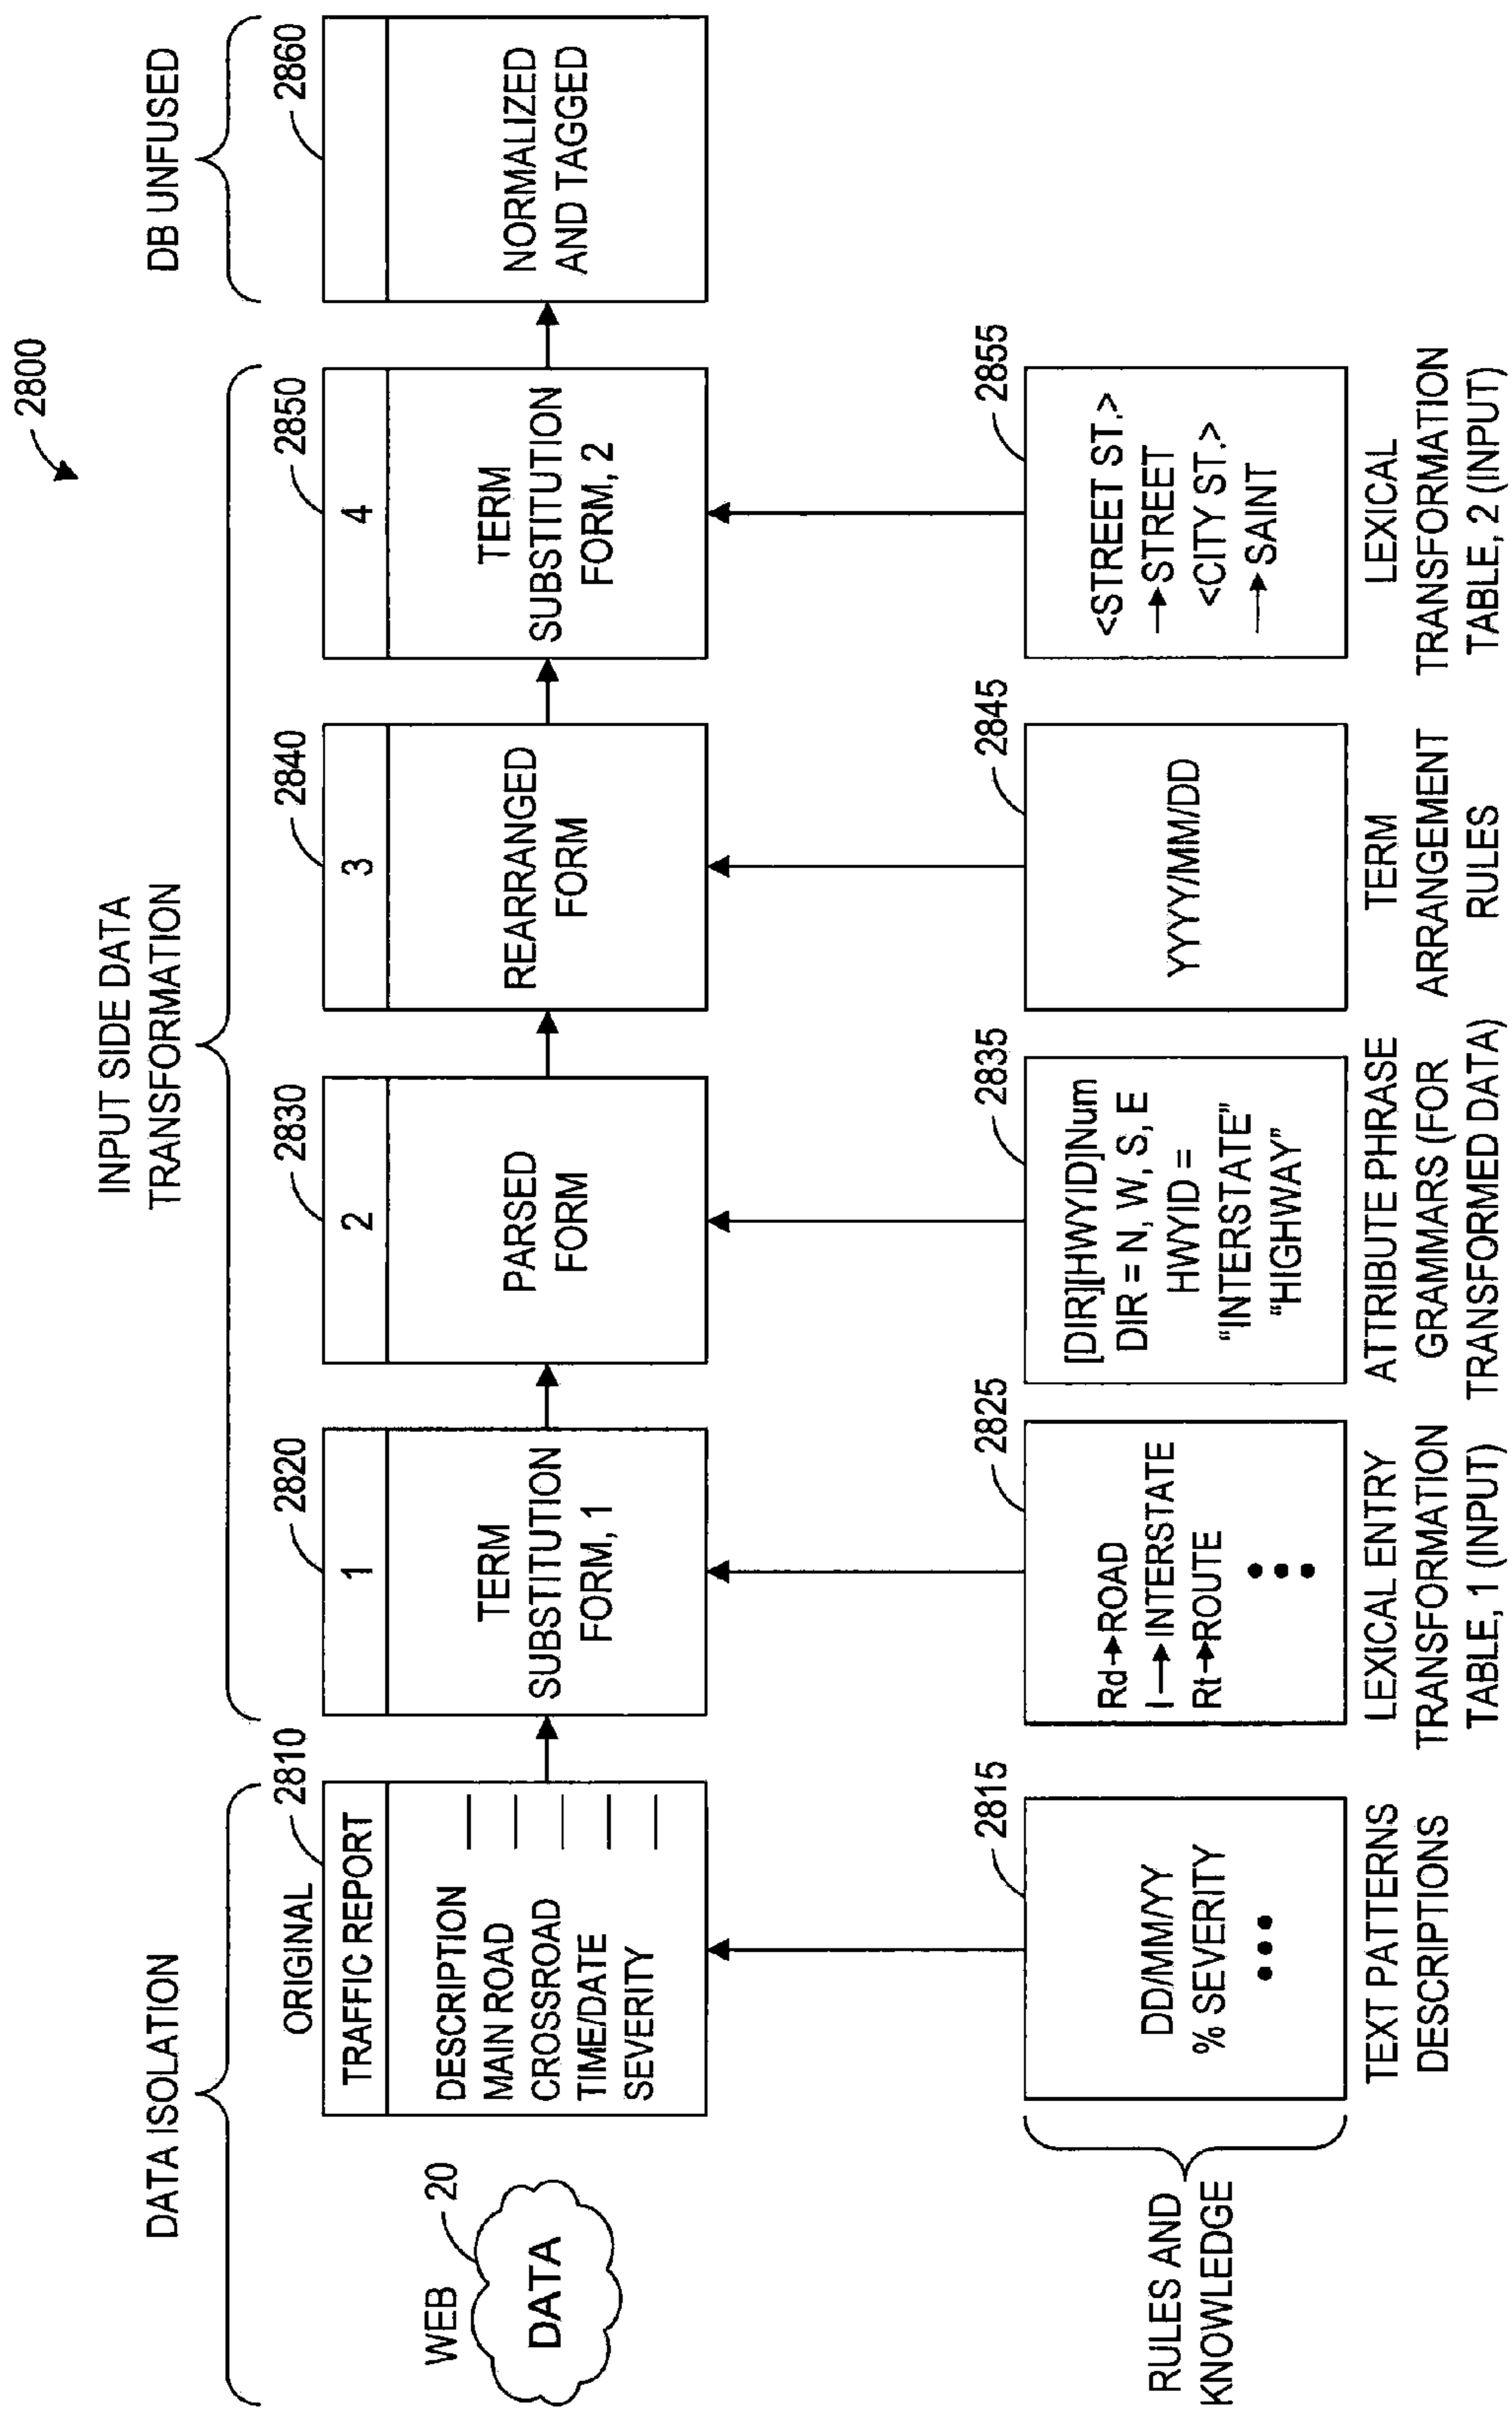 2800
DATA ISOLATION
INPUT SIDE DATA
TRANSFORMATION
DB UNFUSED
WEB
20
DATA
ORIGINAL
2810
TRAFFIC REPORT
DESCRIPTION
MAIN ROAD
CROSSROAD
TIME/DATE
SEVERITY
2820
1
TERM
SUBSTITUTION
FORM, 1
2830
2
PARSED
FORM
2840
3
REARRANGED
FORM
2850
4
TERM
SUBSTITUTION
FORM, 2
2860
NORMALIZED
AND TAGGED
RULES AND
KNOWLEDGE
2815
DD/MM/YY
% SEVERITY
•••
TEXT PATTERNS
DESCRIPTIONS
2825
Rd→ROAD
I→INTERSTATE
Rt→ROUTE
LEXICAL ENTRY
TRANSFORMATION
TABLE, 1 (INPUT)
2835
[DIR][HWYID]Num
DIR = N, W, S, E
HWYID =
“INTERSTATE”
“HIGHWAY”
ATTRIBUTE PHRASE
GRAMMARS (FOR
TRANSFORMED DATA)
2845
YYYY/MM/DD
TERM
ARRANGEMENT
RULES
2855
<STREET ST.>
→STREET
<CITY ST.>
→SAINT
LEXICAL
TRANSFORMATION
TABLE, 2 (INPUT)